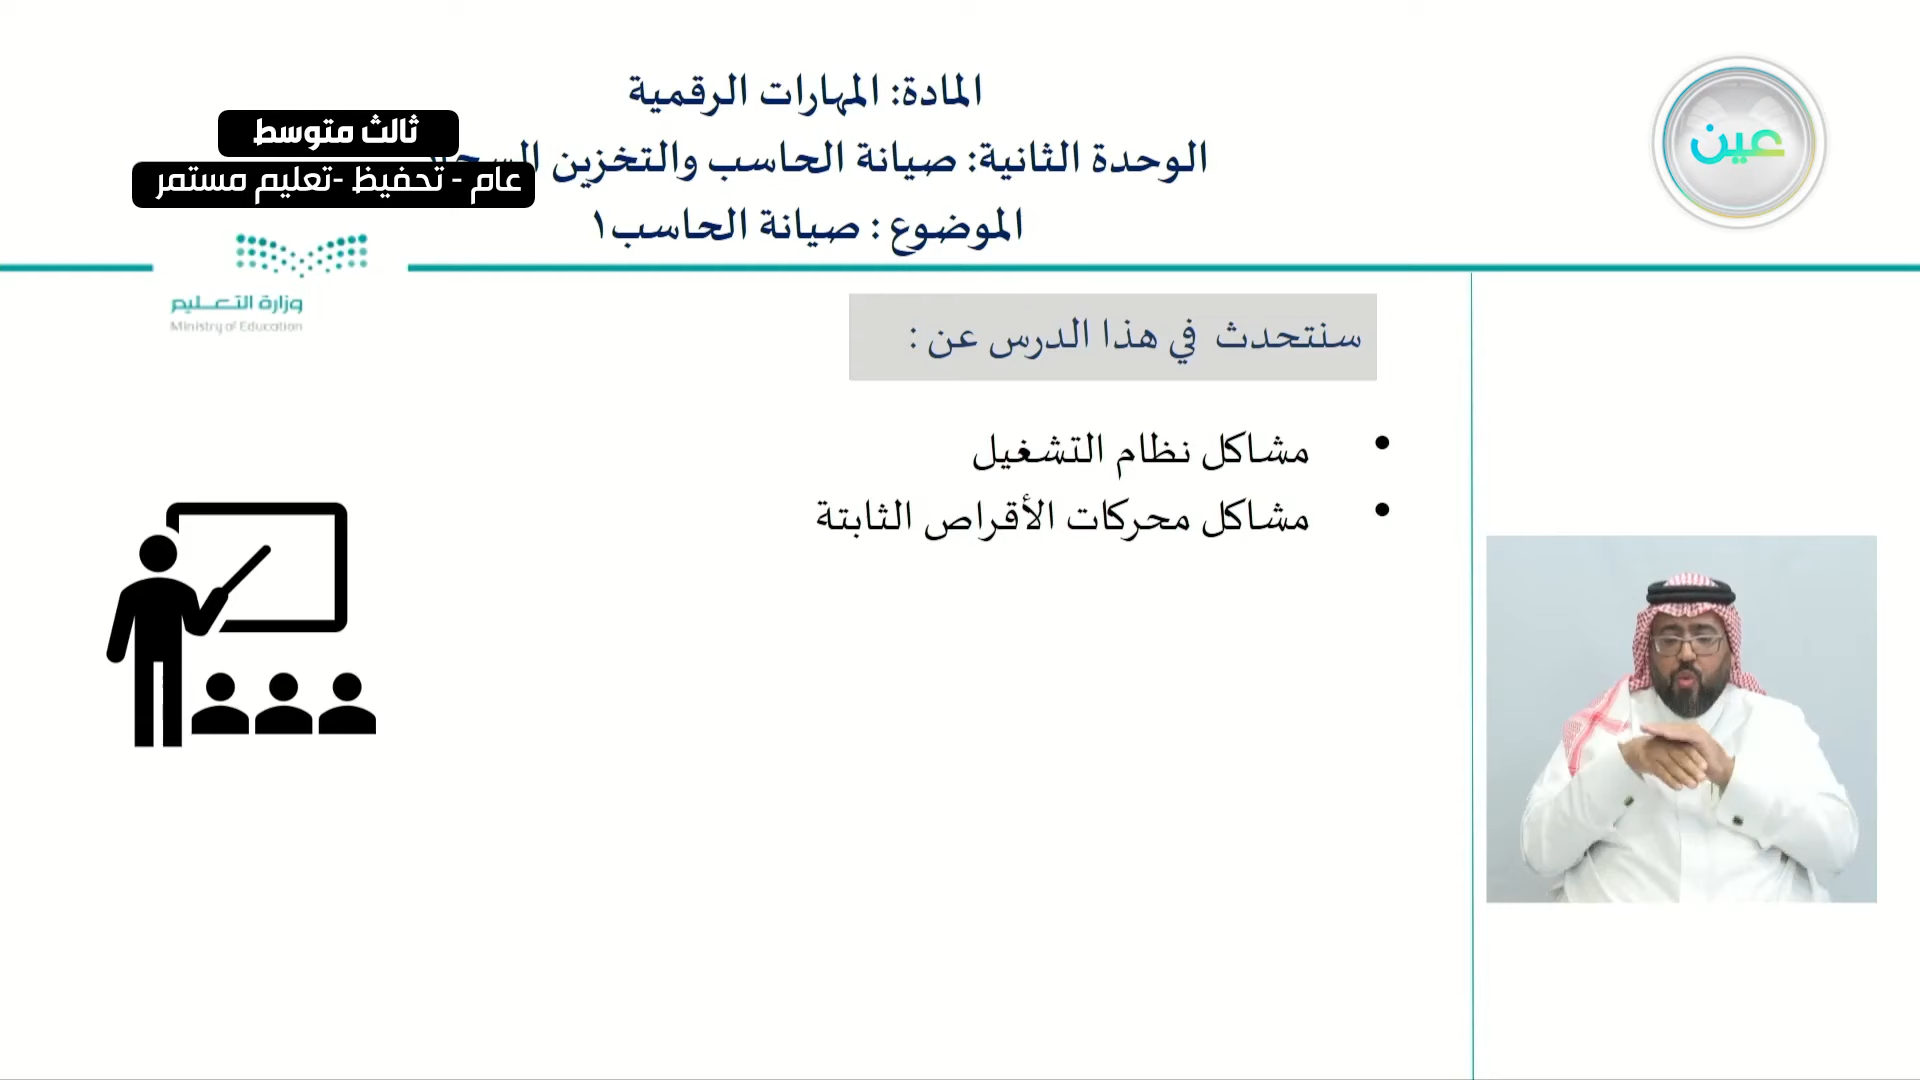 المادة: المهارات الرقمية
الوحدة الثانية: صيانة الحاسب والتخزين
الموضوع : صيانة الحاسب١
عين
ثالث متوسط
عام - تحفيظ -تعليم مستمر
وزارة التعليم
Ministry of Education
سنتحدث في هذا الدرس عن :
• مشاكل نظام التشغيل
• مشاكل محركات الأقراص الثابتة